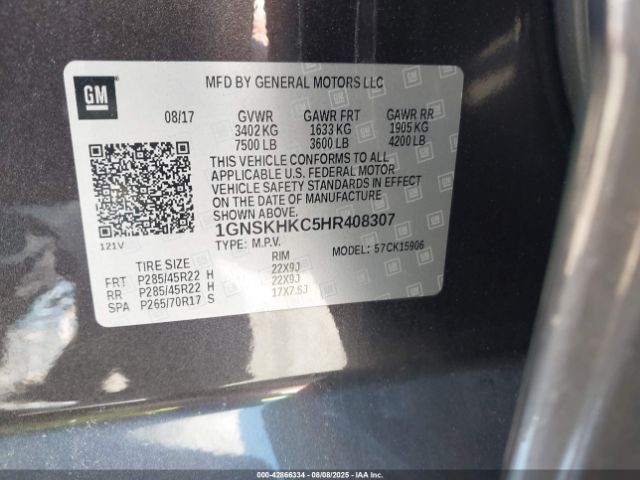 GM
MFD BY GENERAL MOTORS LLC
08/17 GVWR GAWR FRT GAWR RR
3402 KG 1633 KG 1905 KG
7500 LB 3600 LB 4200 LB
THIS VEHICLE CONFORMS TO ALL
APPLICABLE U.S. FEDERAL MOTOR
VEHICLE SAFETY STANDARDS IN EFFECT
ON THE DATE OF MANUFACTURE
SHOWN ABOVE.
1GNSKHKC5HR408307
121V TYPE: M.P.V. MODEL: 57CK15906
TIRE SIZE RIM
FRT P285/45R22 H 22X9J
RR P285/45R22 H 22X9J
SPA P265/70R17 S 17X7.5J
000-42866334 | 08/08/2025 - IAAI.COM